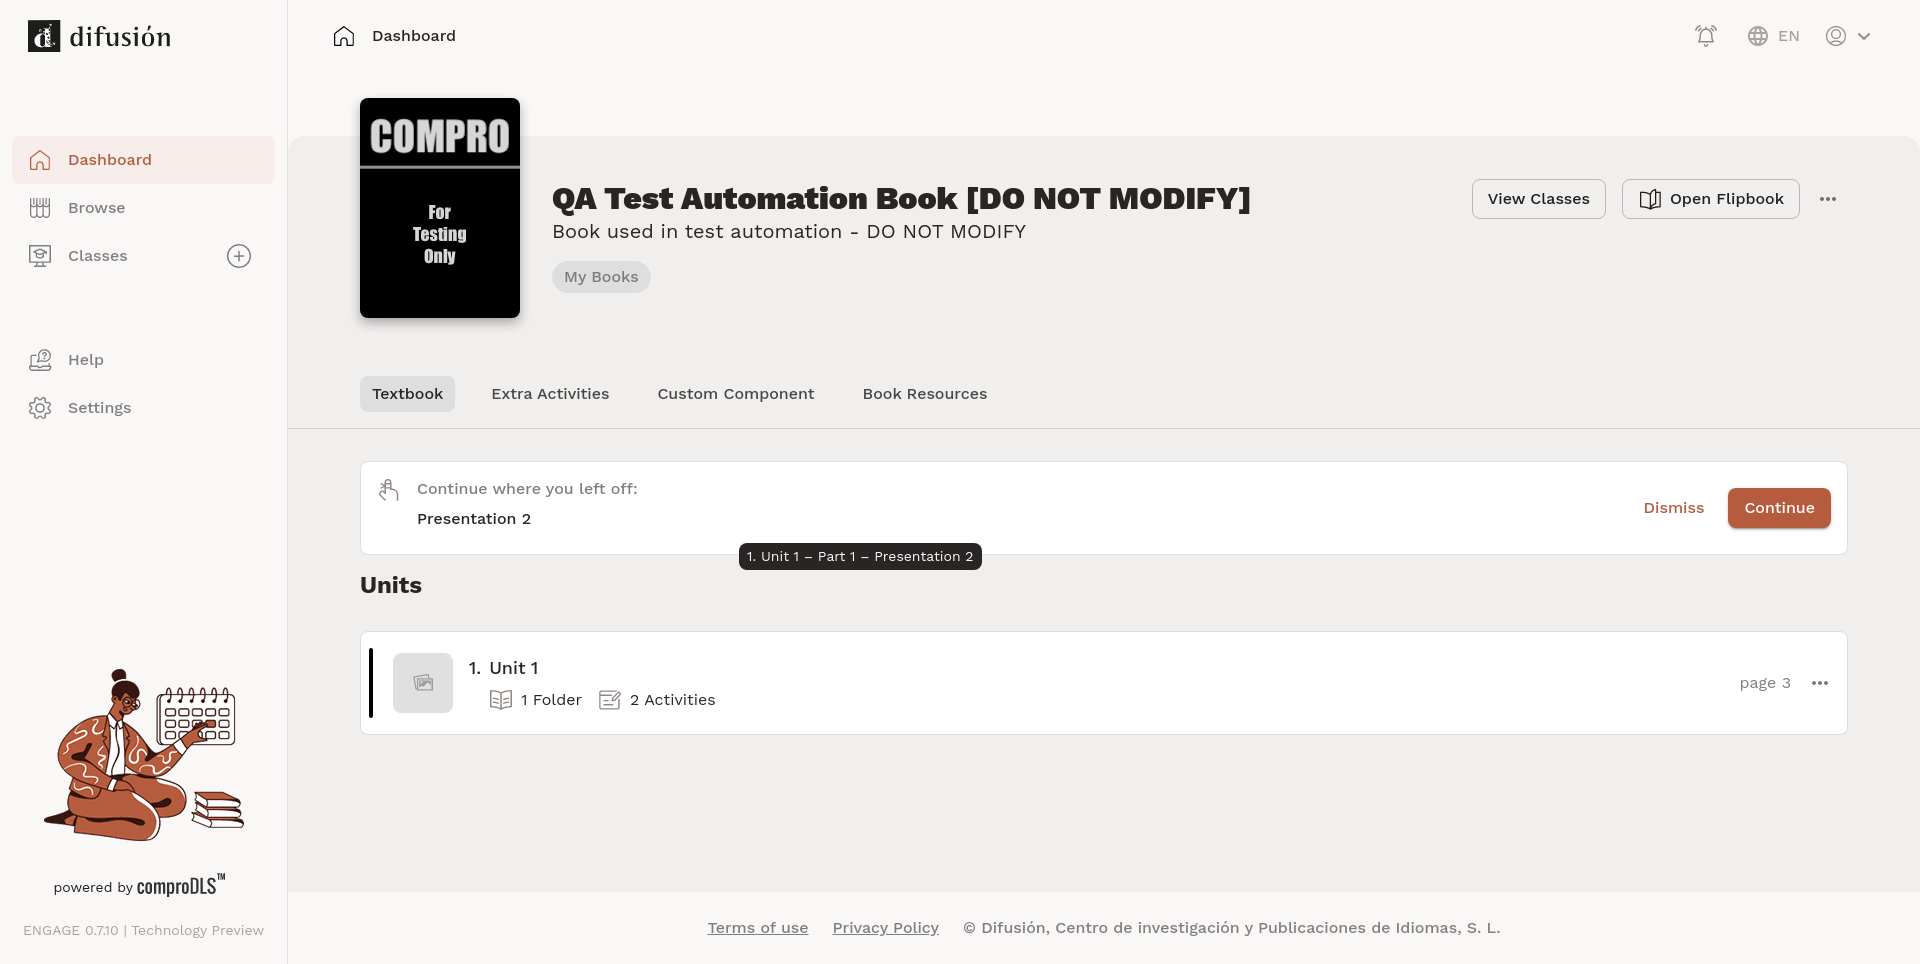 difusión
Dashboard
EN
Dashboard
Browse
Classes
Help
Settings
COMPRO
For
Testing
Only
QA Test Automation Book [DO NOT MODIFY]
Book used in test automation - DO NOT MODIFY
My Books
View Classes
Open Flipbook
Textbook
Extra Activities
Custom Component
Book Resources
Continue where you left off:
Presentation 2
Dismiss
Continue
1. Unit 1 – Part 1 – Presentation 2
Units
1. Unit 1
1 Folder
2 Activities
page 3
powered by comproDLS™
ENGAGE 0.7.10 | Technology Preview
Terms of use
Privacy Policy
© Difusión, Centro de investigación y Publicaciones de Idiomas, S. L.